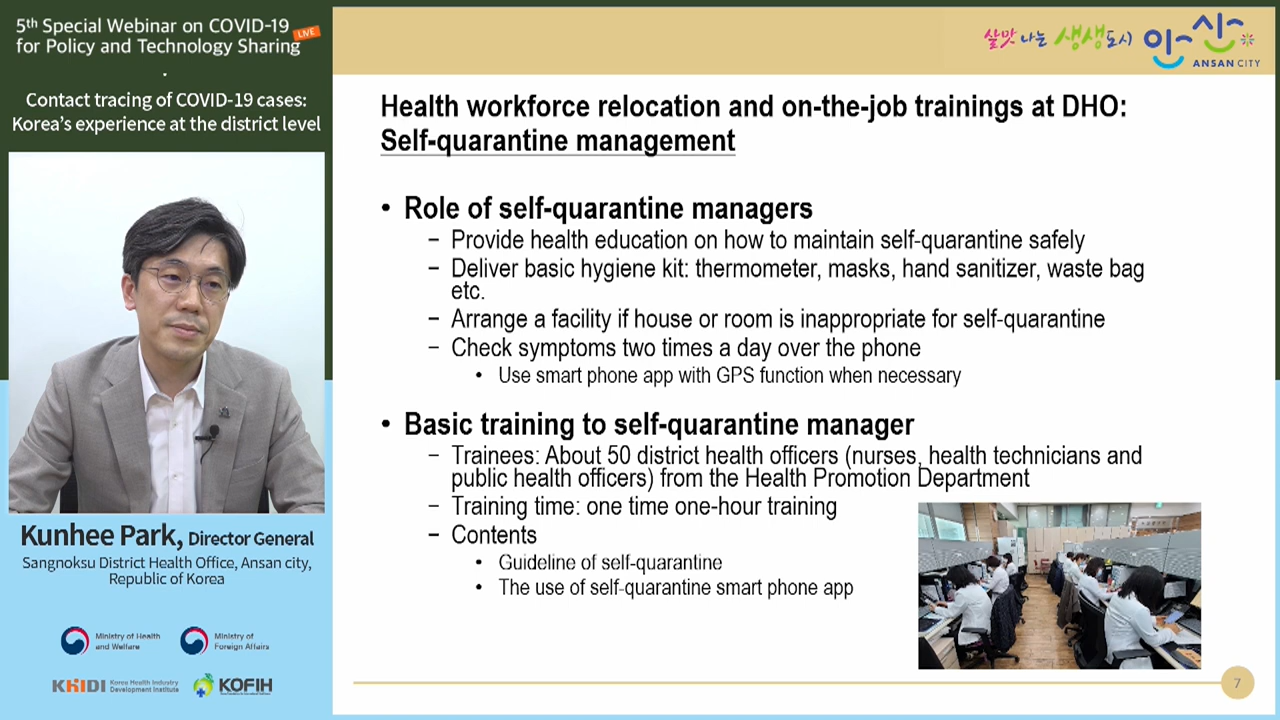 5th Special Webinar on COVID-19
for Policy and Technology Sharing
LIVE
Contact tracing of COVID-19 cases:
Korea's experience at the district level
Kunhee Park, Director General
Sangnoksu District Health Office, Ansan city,
Republic of Korea
Ministry of Health
and Welfare
Ministry of
Foreign Affairs
KHIDI Korea Health Industry
Development Institute
KOFIH
살맛 나는 생생도시 안산
ANSAN CITY
Health workforce relocation and on-the-job trainings at DHO:
Self-quarantine management
• Role of self-quarantine managers
– Provide health education on how to maintain self-quarantine safely
– Deliver basic hygiene kit: thermometer, masks, hand sanitizer, waste bag
etc.
– Arrange a facility if house or room is inappropriate for self-quarantine
– Check symptoms two times a day over the phone
• Use smart phone app with GPS function when necessary
• Basic training to self-quarantine manager
– Trainees: About 50 district health officers (nurses, health technicians and
public health officers) from the Health Promotion Department
– Training time: one time one-hour training
– Contents
• Guideline of self-quarantine
• The use of self-quarantine smart phone app
7